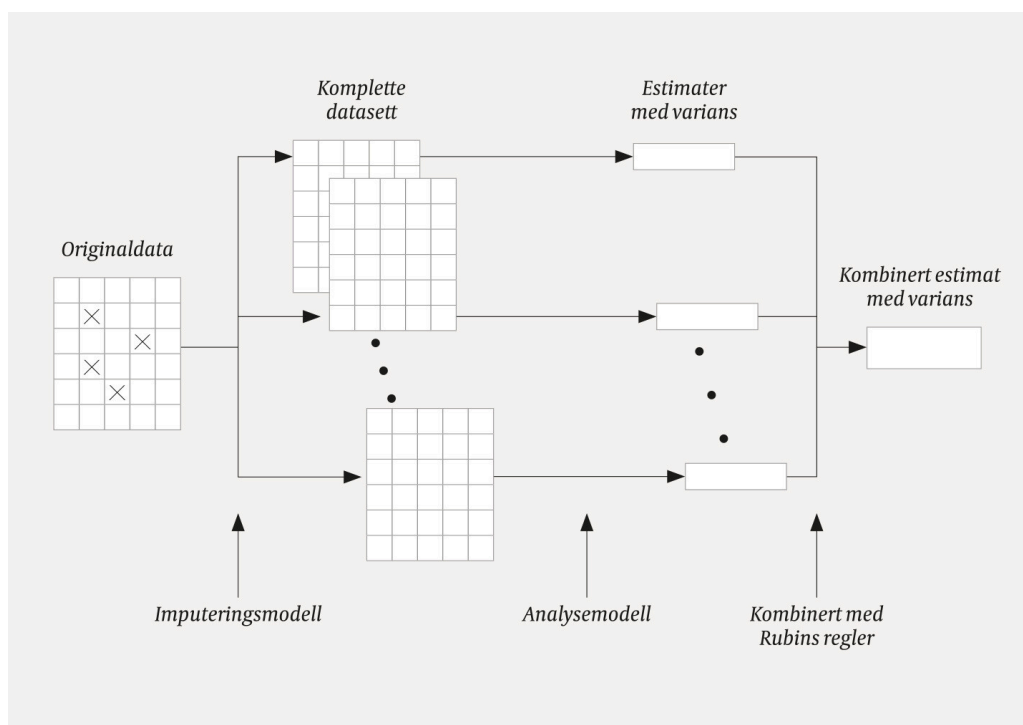 Komplette
datasett
Estimater
med varians
Originaldata
Kombinert estimat
med varians
Imputeringsmodell
Analysemodell
Kombinert med
Rubins regler